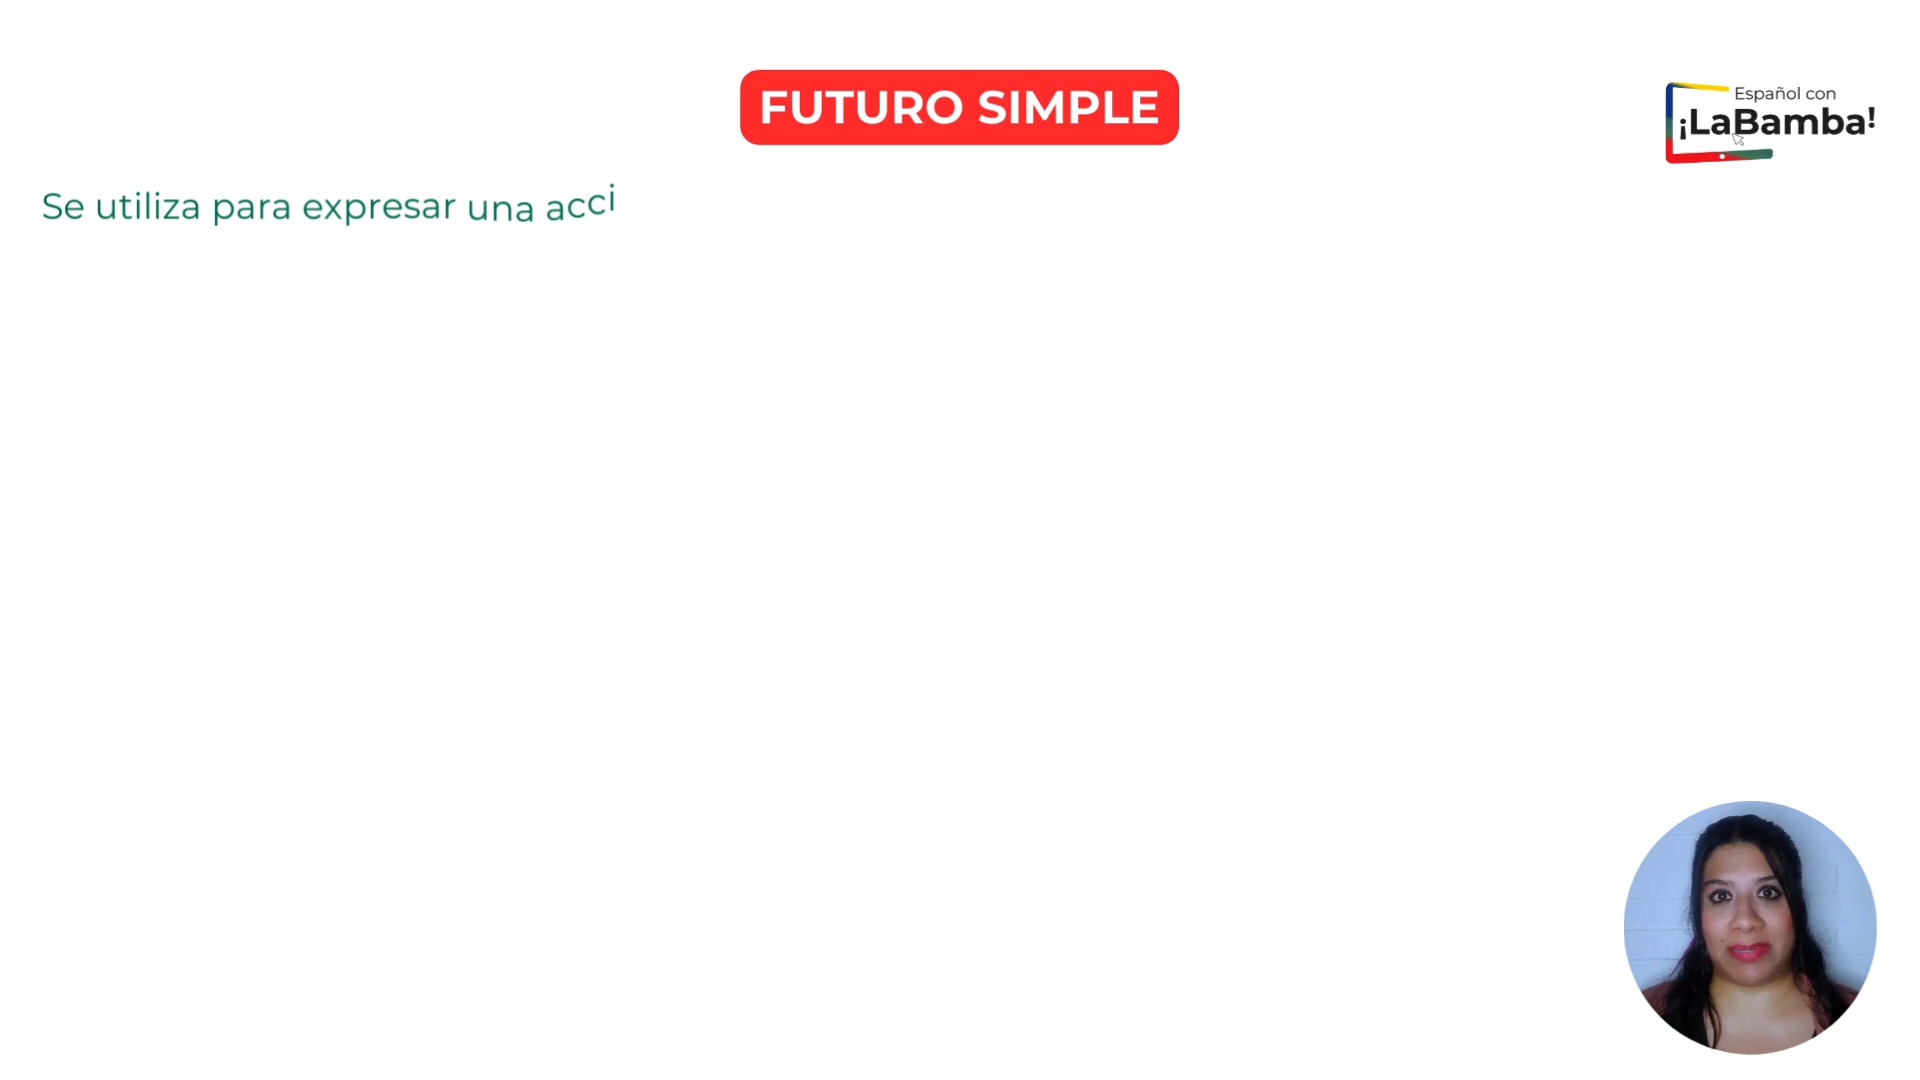 FUTURO SIMPLE
Español con
¡LaBamba!
Se utiliza para expresar una acci